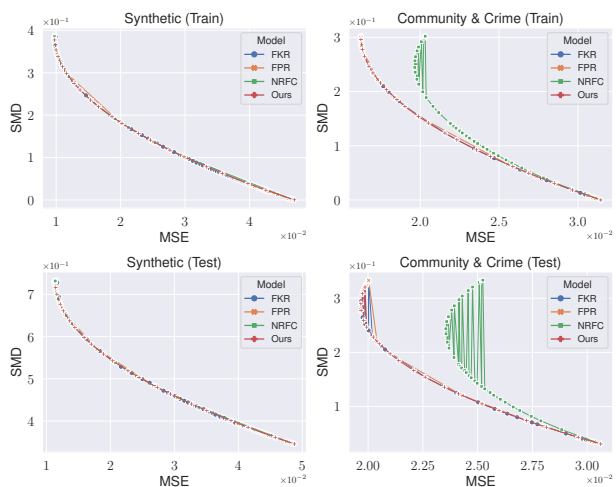 Synthetic (Train)
×10⁻¹
4
3
2
1
0
SMD
Model
FKR
FPR
NRFC
Ours
1
2
3
4
MSE
×10⁻²
Community & Crime (Train)
×10⁻¹
3
2
1
0
SMD
Model
FKR
FPR
NRFC
Ours
2.0
2.5
3.0
MSE
×10⁻²
Synthetic (Test)
×10⁻¹
7
6
5
4
SMD
Model
FKR
FPR
NRFC
Ours
1
2
3
4
5
MSE
×10⁻²
Community & Crime (Test)
×10⁻¹
3
2
1
SMD
Model
FKR
FPR
NRFC
Ours
2.00
2.25
2.50
2.75
3.00
MSE
×10⁻²